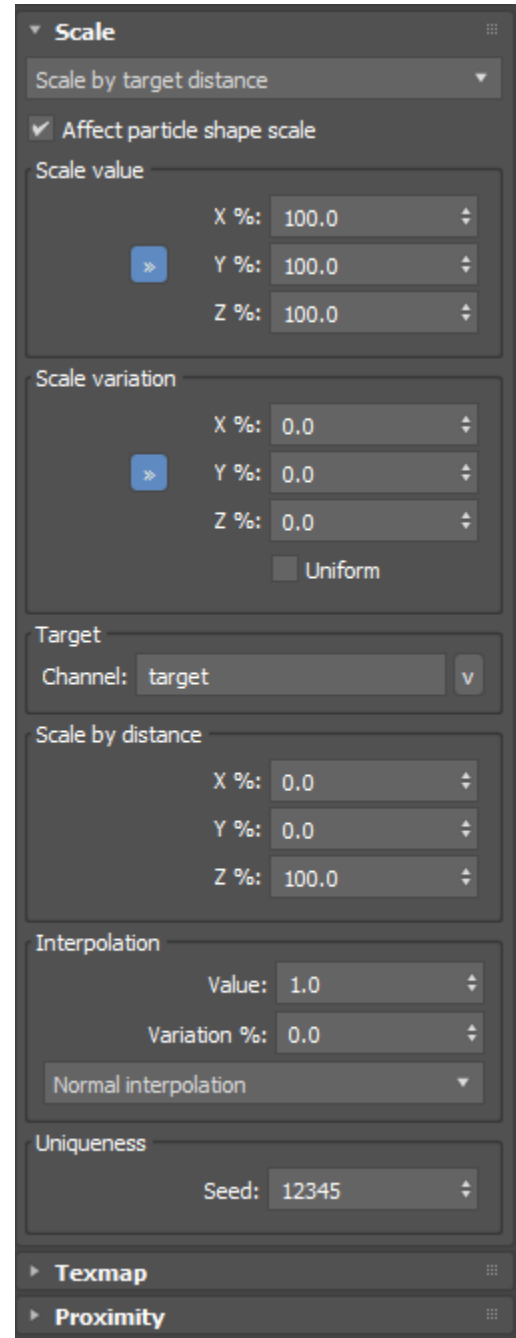 Scale
Scale by target distance
Affect particle shape scale
Scale value
X %: 100.0
» Y %: 100.0
Z %: 100.0
Scale variation
X %: 0.0
» Y %: 0.0
Z %: 0.0
Uniform
Target
Channel: target v
Scale by distance
X %: 0.0
Y %: 0.0
Z %: 100.0
Interpolation
Value: 1.0
Variation %: 0.0
Normal interpolation
Uniqueness
Seed: 12345
Texmap
Proximity